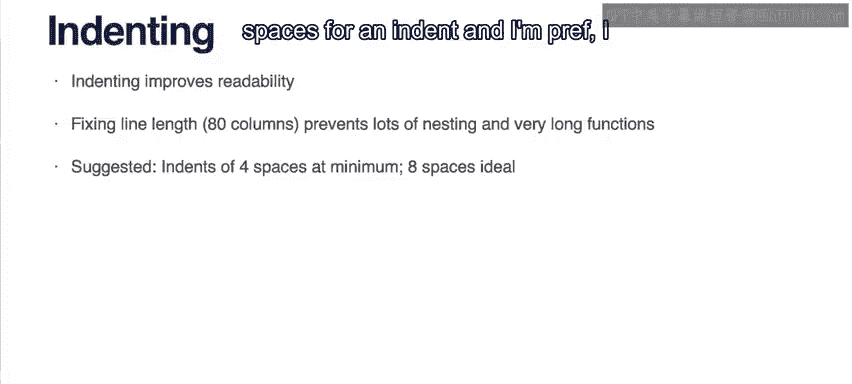 Indenting
spaces for an indent and I'm pref, I
· Indenting improves readability
· Fixing line length (80 columns) prevents lots of nesting and very long functions
· Suggested: Indents of 4 spaces at minimum; 8 spaces ideal